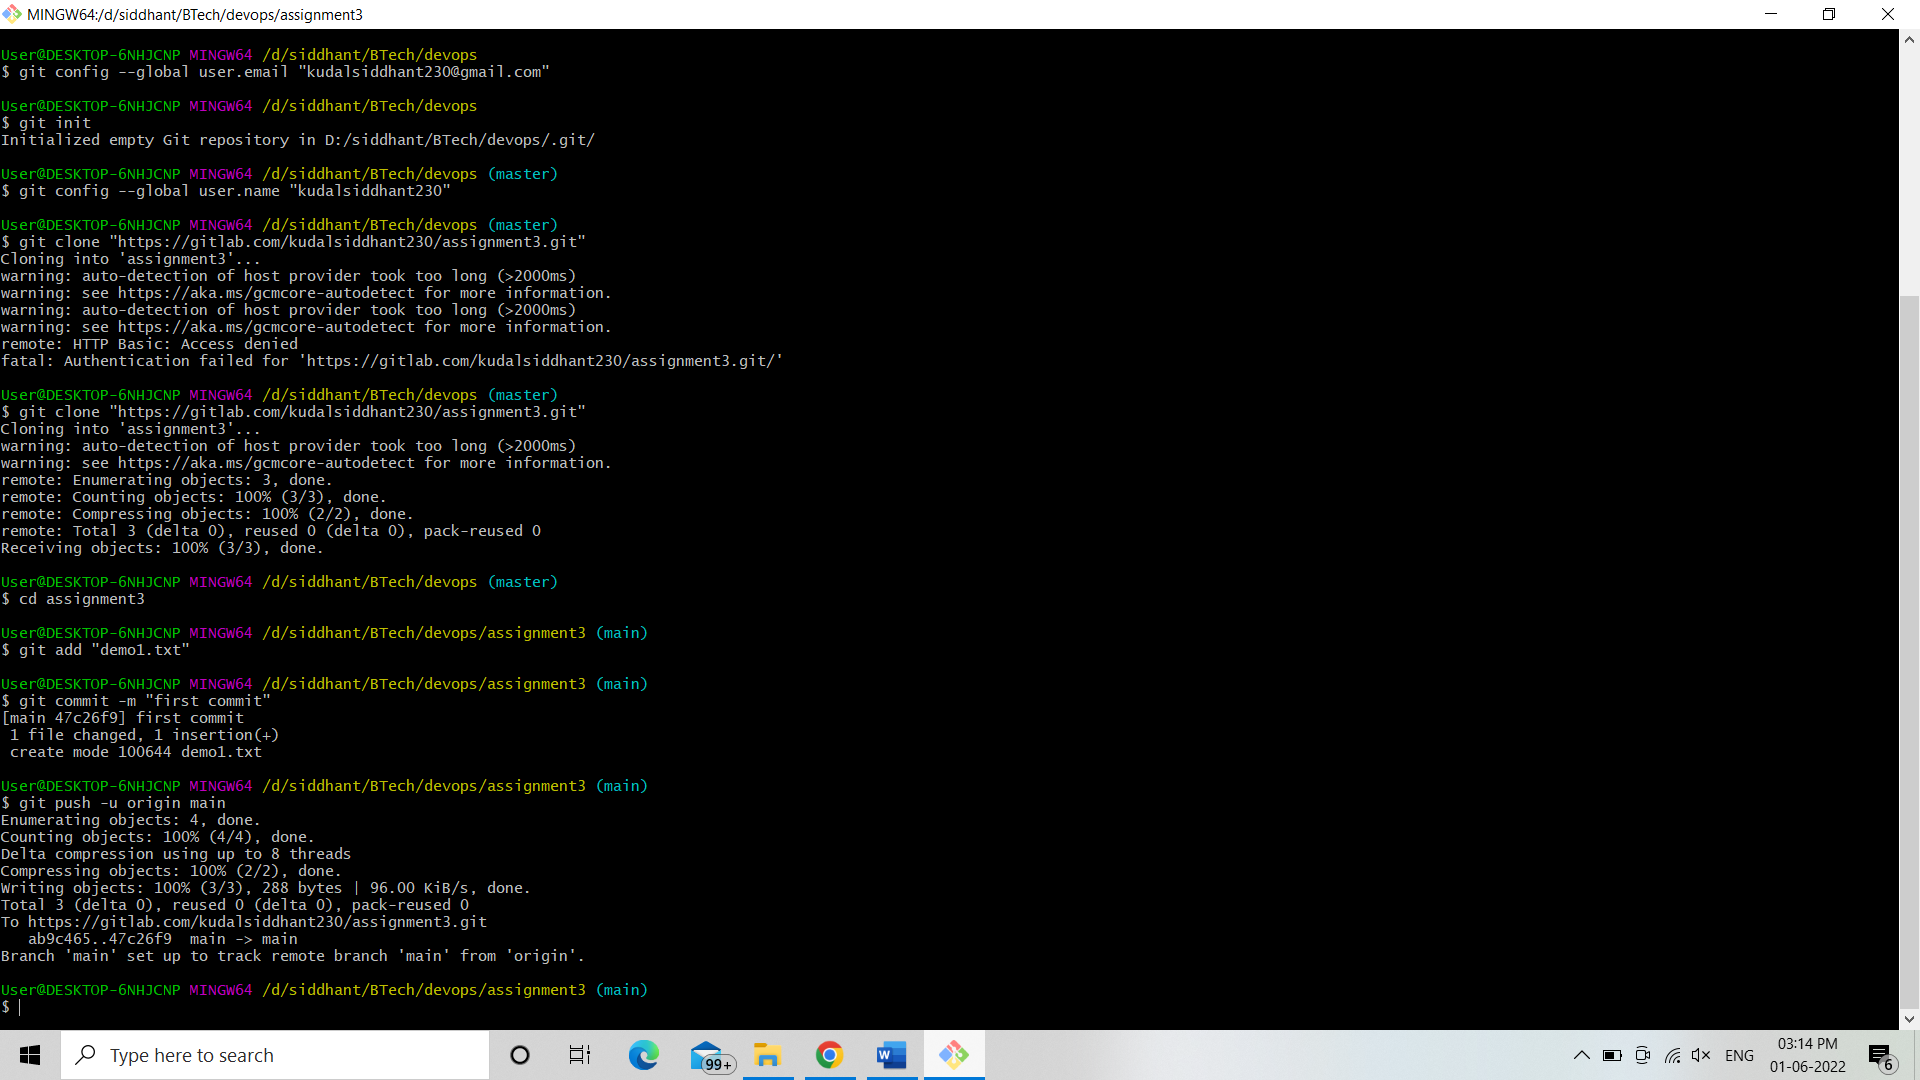 MINGW64:/d/siddhant/BTech/devops/assignment3
User@DESKTOP-6NHJCNP MINGW64 /d/siddhant/BTech/devops
$ git config --global user.email "kudalsiddhant230@gmail.com"
User@DESKTOP-6NHJCNP MINGW64 /d/siddhant/BTech/devops
$ git init
Initialized empty Git repository in D:/siddhant/BTech/devops/.git/
User@DESKTOP-6NHJCNP MINGW64 /d/siddhant/BTech/devops (master)
$ git config --global user.name "kudalsiddhant230"
User@DESKTOP-6NHJCNP MINGW64 /d/siddhant/BTech/devops (master)
$ git clone "https://gitlab.com/kudalsiddhant230/assignment3.git"
Cloning into 'assignment3'...
warning: auto-detection of host provider took too long (>2000ms)
warning: see https://aka.ms/gcmcore-autodetect for more information.
warning: auto-detection of host provider took too long (>2000ms)
warning: see https://aka.ms/gcmcore-autodetect for more information.
remote: HTTP Basic: Access denied
fatal: Authentication failed for 'https://gitlab.com/kudalsiddhant230/assignment3.git/'
User@DESKTOP-6NHJCNP MINGW64 /d/siddhant/BTech/devops (master)
$ git clone "https://gitlab.com/kudalsiddhant230/assignment3.git"
Cloning into 'assignment3'...
warning: auto-detection of host provider took too long (>2000ms)
warning: see https://aka.ms/gcmcore-autodetect for more information.
remote: Enumerating objects: 3, done.
remote: Counting objects: 100% (3/3), done.
remote: Compressing objects: 100% (2/2), done.
remote: Total 3 (delta 0), reused 0 (delta 0), pack-reused 0
Receiving objects: 100% (3/3), done.
User@DESKTOP-6NHJCNP MINGW64 /d/siddhant/BTech/devops (master)
$ cd assignment3
User@DESKTOP-6NHJCNP MINGW64 /d/siddhant/BTech/devops/assignment3 (main)
$ git add "demo1.txt"
User@DESKTOP-6NHJCNP MINGW64 /d/siddhant/BTech/devops/assignment3 (main)
$ git commit -m "first commit"
[main 47c26f9] first commit
1 file changed, 1 insertion(+)
create mode 100644 demo1.txt
User@DESKTOP-6NHJCNP MINGW64 /d/siddhant/BTech/devops/assignment3 (main)
$ git push -u origin main
Enumerating objects: 4, done.
Counting objects: 100% (4/4), done.
Delta compression using up to 8 threads
Compressing objects: 100% (2/2), done.
Writing objects: 100% (3/3), 288 bytes | 96.00 KiB/s, done.
Total 3 (delta 0), reused 0 (delta 0), pack-reused 0
To https://gitlab.com/kudalsiddhant230/assignment3.git
ab9c465..47c26f9  main -> main
Branch 'main' set up to track remote branch 'main' from 'origin'.
User@DESKTOP-6NHJCNP MINGW64 /d/siddhant/BTech/devops/assignment3 (main)
$
Type here to search
99+
W
ENG
03:14 PM
01-06-2022
6